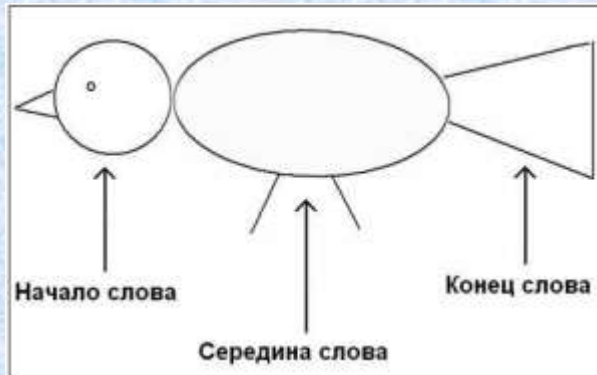 Начало слова
Середина слова
Конец слова